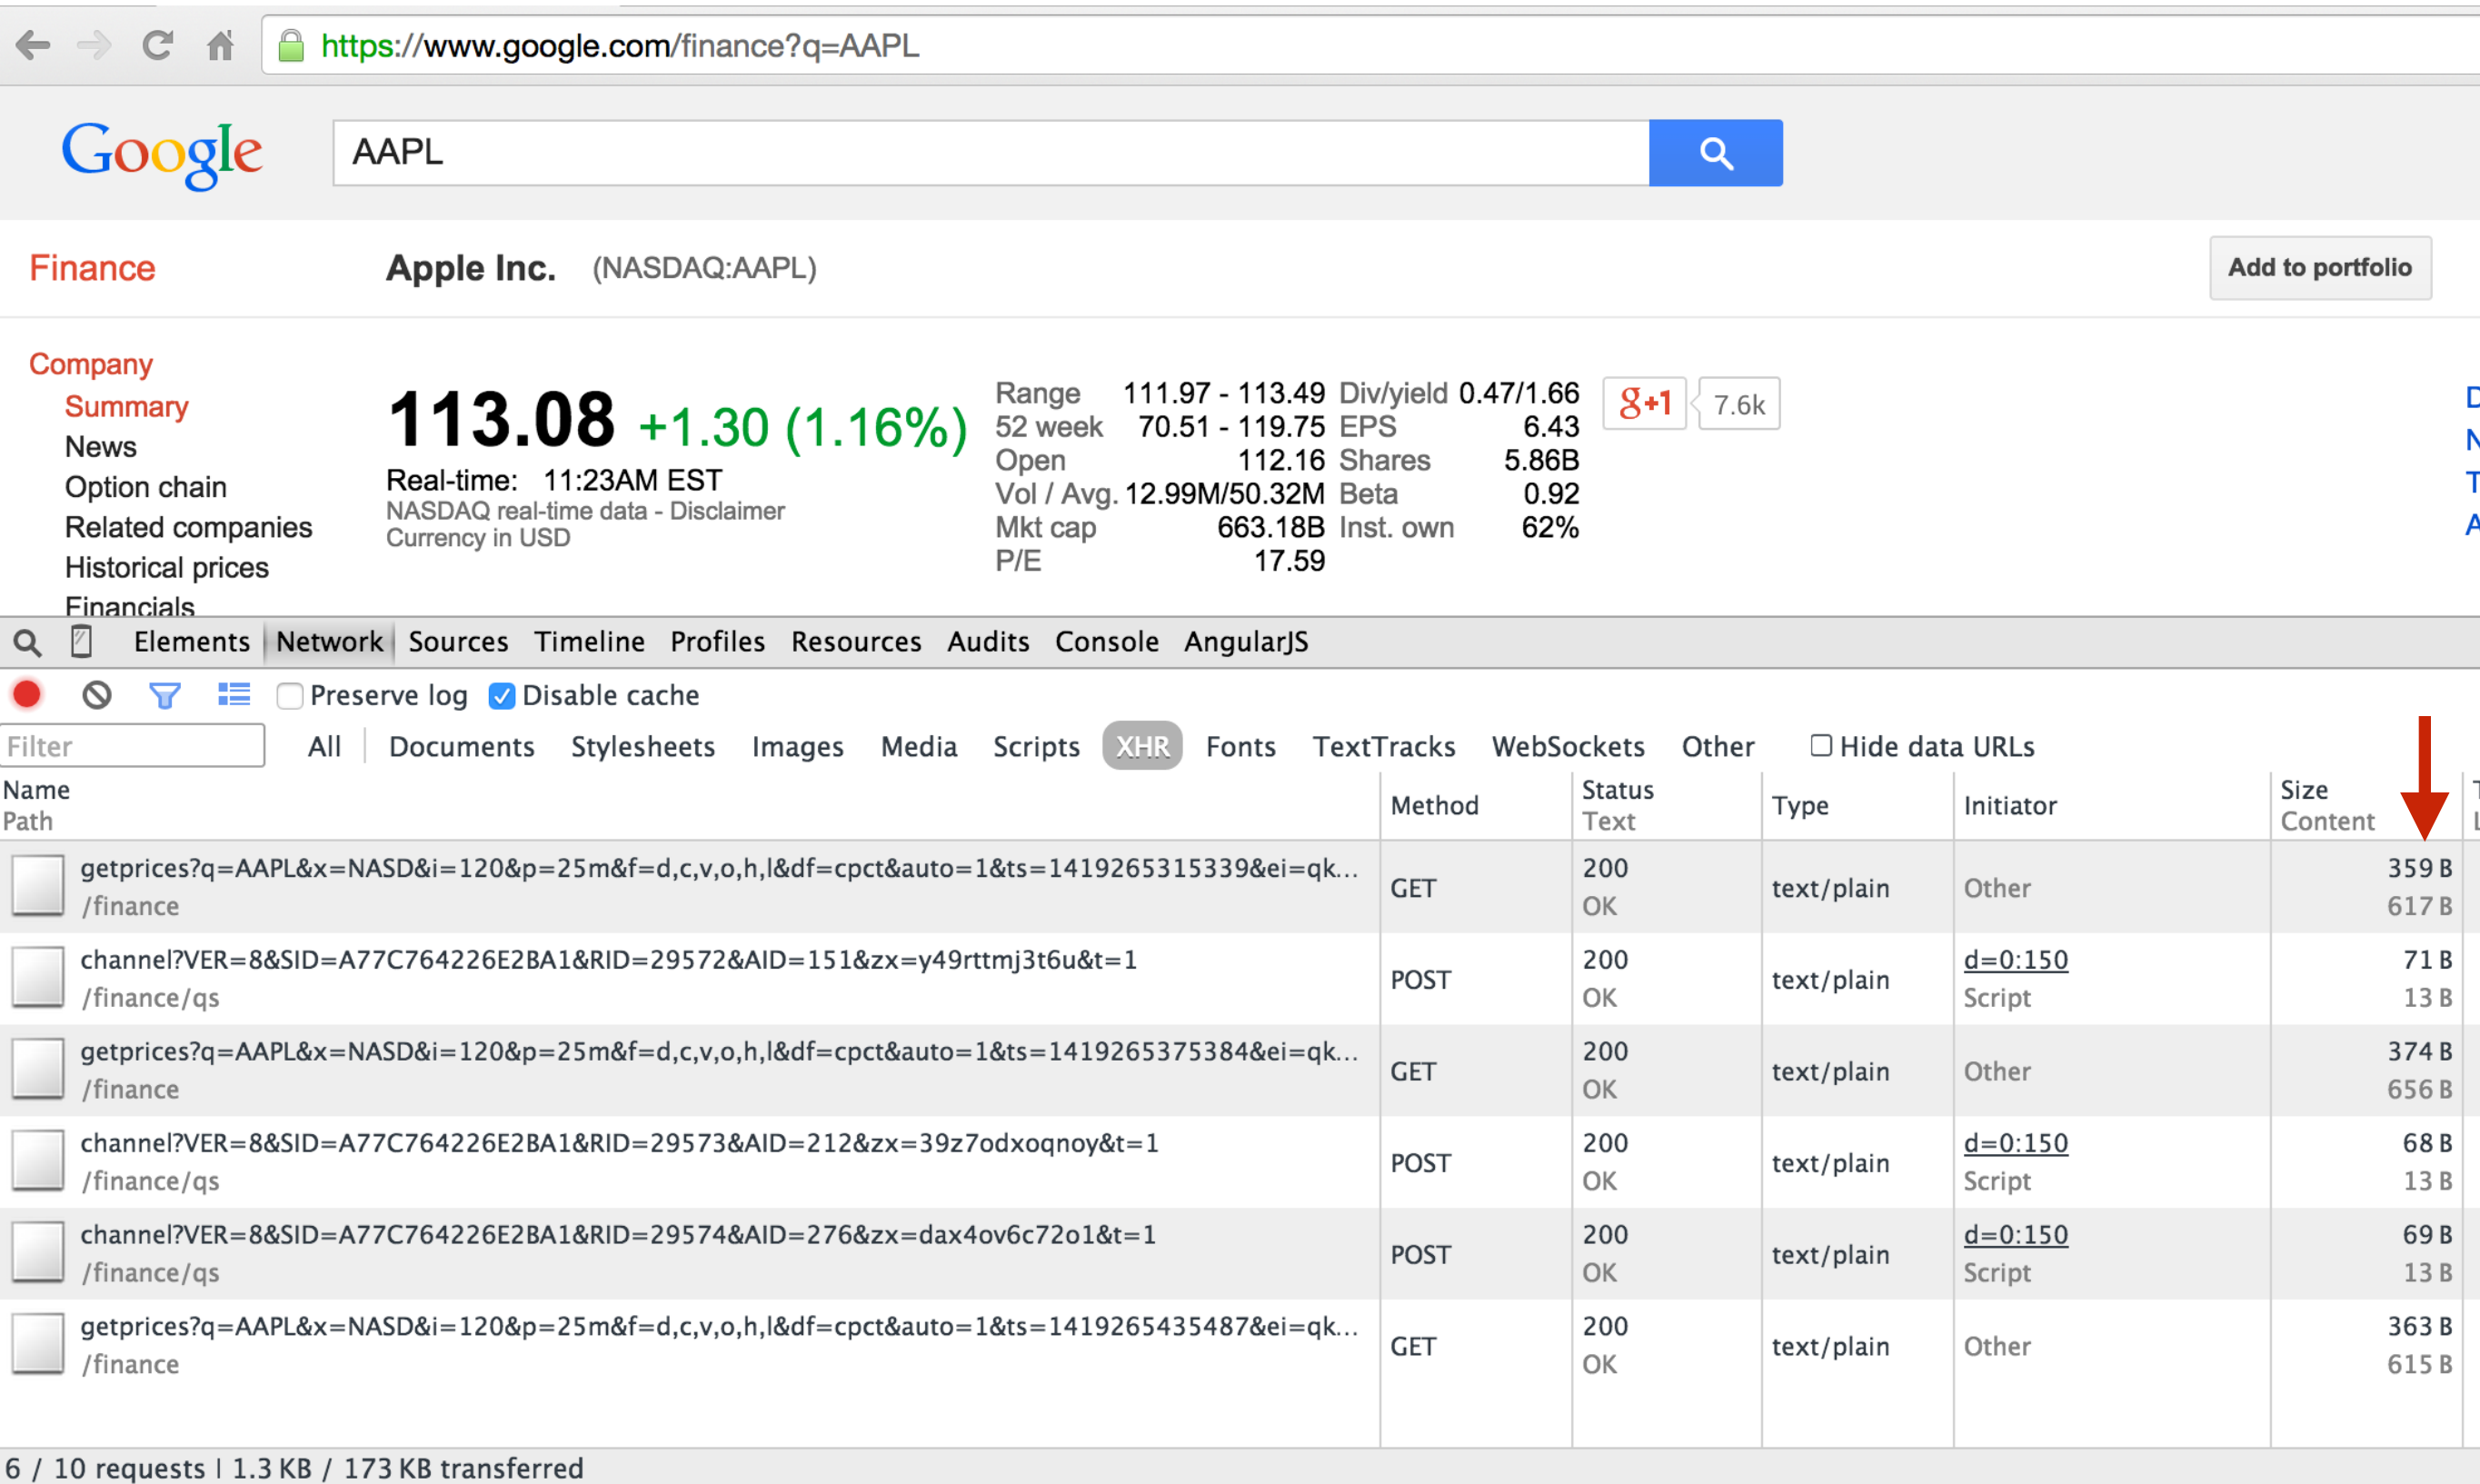 https://www.google.com/finance?q=AAPL
Google
AAPL
Finance
Apple Inc. (NASDAQ:AAPL)
Add to portfolio
Company
Summary
News
Option chain
Related companies
Historical prices
Financials
113.08 +1.30 (1.16%)
Real-time: 11:23AM EST
NASDAQ real-time data - Disclaimer
Currency in USD
Range 111.97 - 113.49 Div/yield 0.47/1.66
52 week 70.51 - 119.75 EPS 6.43
Open 112.16 Shares 5.86B
Vol / Avg. 12.99M/50.32M Beta 0.92
Mkt cap 663.18B Inst. own 62%
P/E 17.59
g+1 7.6k
Elements Network Sources Timeline Profiles Resources Audits Console AngularJS
Preserve log Disable cache
Filter All Documents Stylesheets Images Media Scripts XHR Fonts TextTracks WebSockets Other Hide data URLs
Name Method Status Type Initiator Size
Path Text Content
getprices?q=AAPL&x=NASD&i=120&p=25m&f=d,c,v,o,h,l&df=cpct&auto=1&ts=1419265315339&ei=qk... GET 200 text/plain Other 359 B
/finance OK 617 B
channel?VER=8&SID=A77C764226E2BA1&RID=29572&AID=151&zx=y49rttmj3t6u&t=1 POST 200 text/plain d=0:150 71 B
/finance/qs OK Script 13 B
getprices?q=AAPL&x=NASD&i=120&p=25m&f=d,c,v,o,h,l&df=cpct&auto=1&ts=1419265375384&ei=qk... GET 200 text/plain Other 374 B
/finance OK 656 B
channel?VER=8&SID=A77C764226E2BA1&RID=29573&AID=212&zx=39z7odxoqnoy&t=1 POST 200 text/plain d=0:150 68 B
/finance/qs OK Script 13 B
channel?VER=8&SID=A77C764226E2BA1&RID=29574&AID=276&zx=dax4ov6c72o1&t=1 POST 200 text/plain d=0:150 69 B
/finance/qs OK Script 13 B
getprices?q=AAPL&x=NASD&i=120&p=25m&f=d,c,v,o,h,l&df=cpct&auto=1&ts=1419265435487&ei=qk... GET 200 text/plain Other 363 B
/finance OK 615 B
6 / 10 requests | 1.3 KB / 173 KB transferred